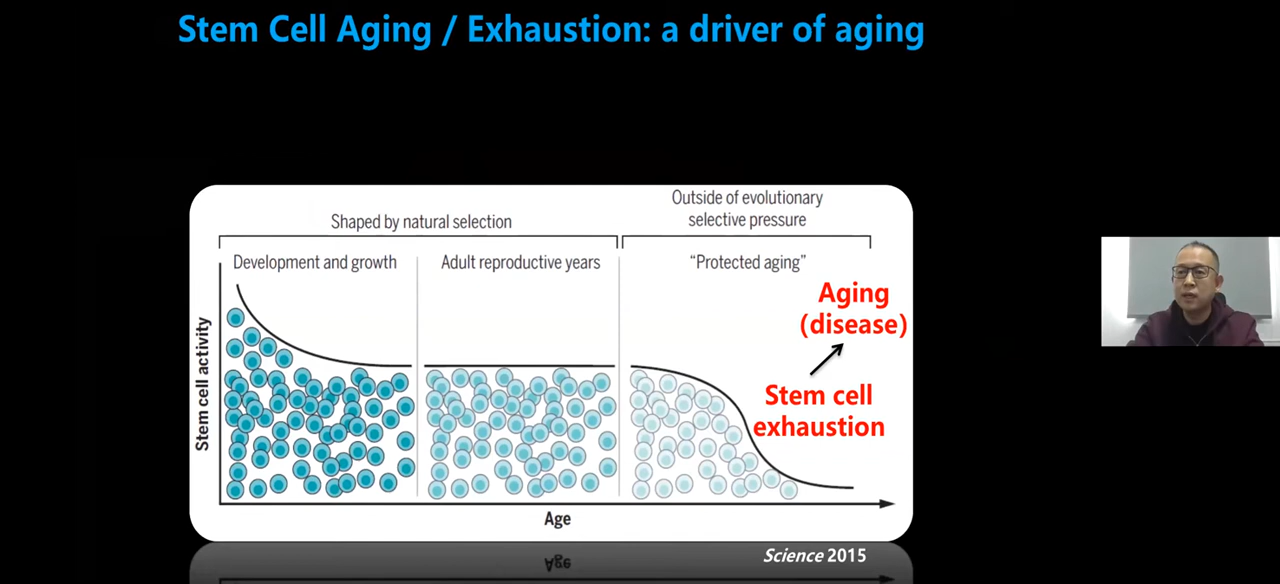 Stem Cell Aging / Exhaustion: a driver of aging
Outside of evolutionary
selective pressure
Shaped by natural selection
Development and growth
Adult reproductive years
“Protected aging”
Aging
(disease)
Stem cell
exhaustion
Stem cell activity
Age
Science 2015